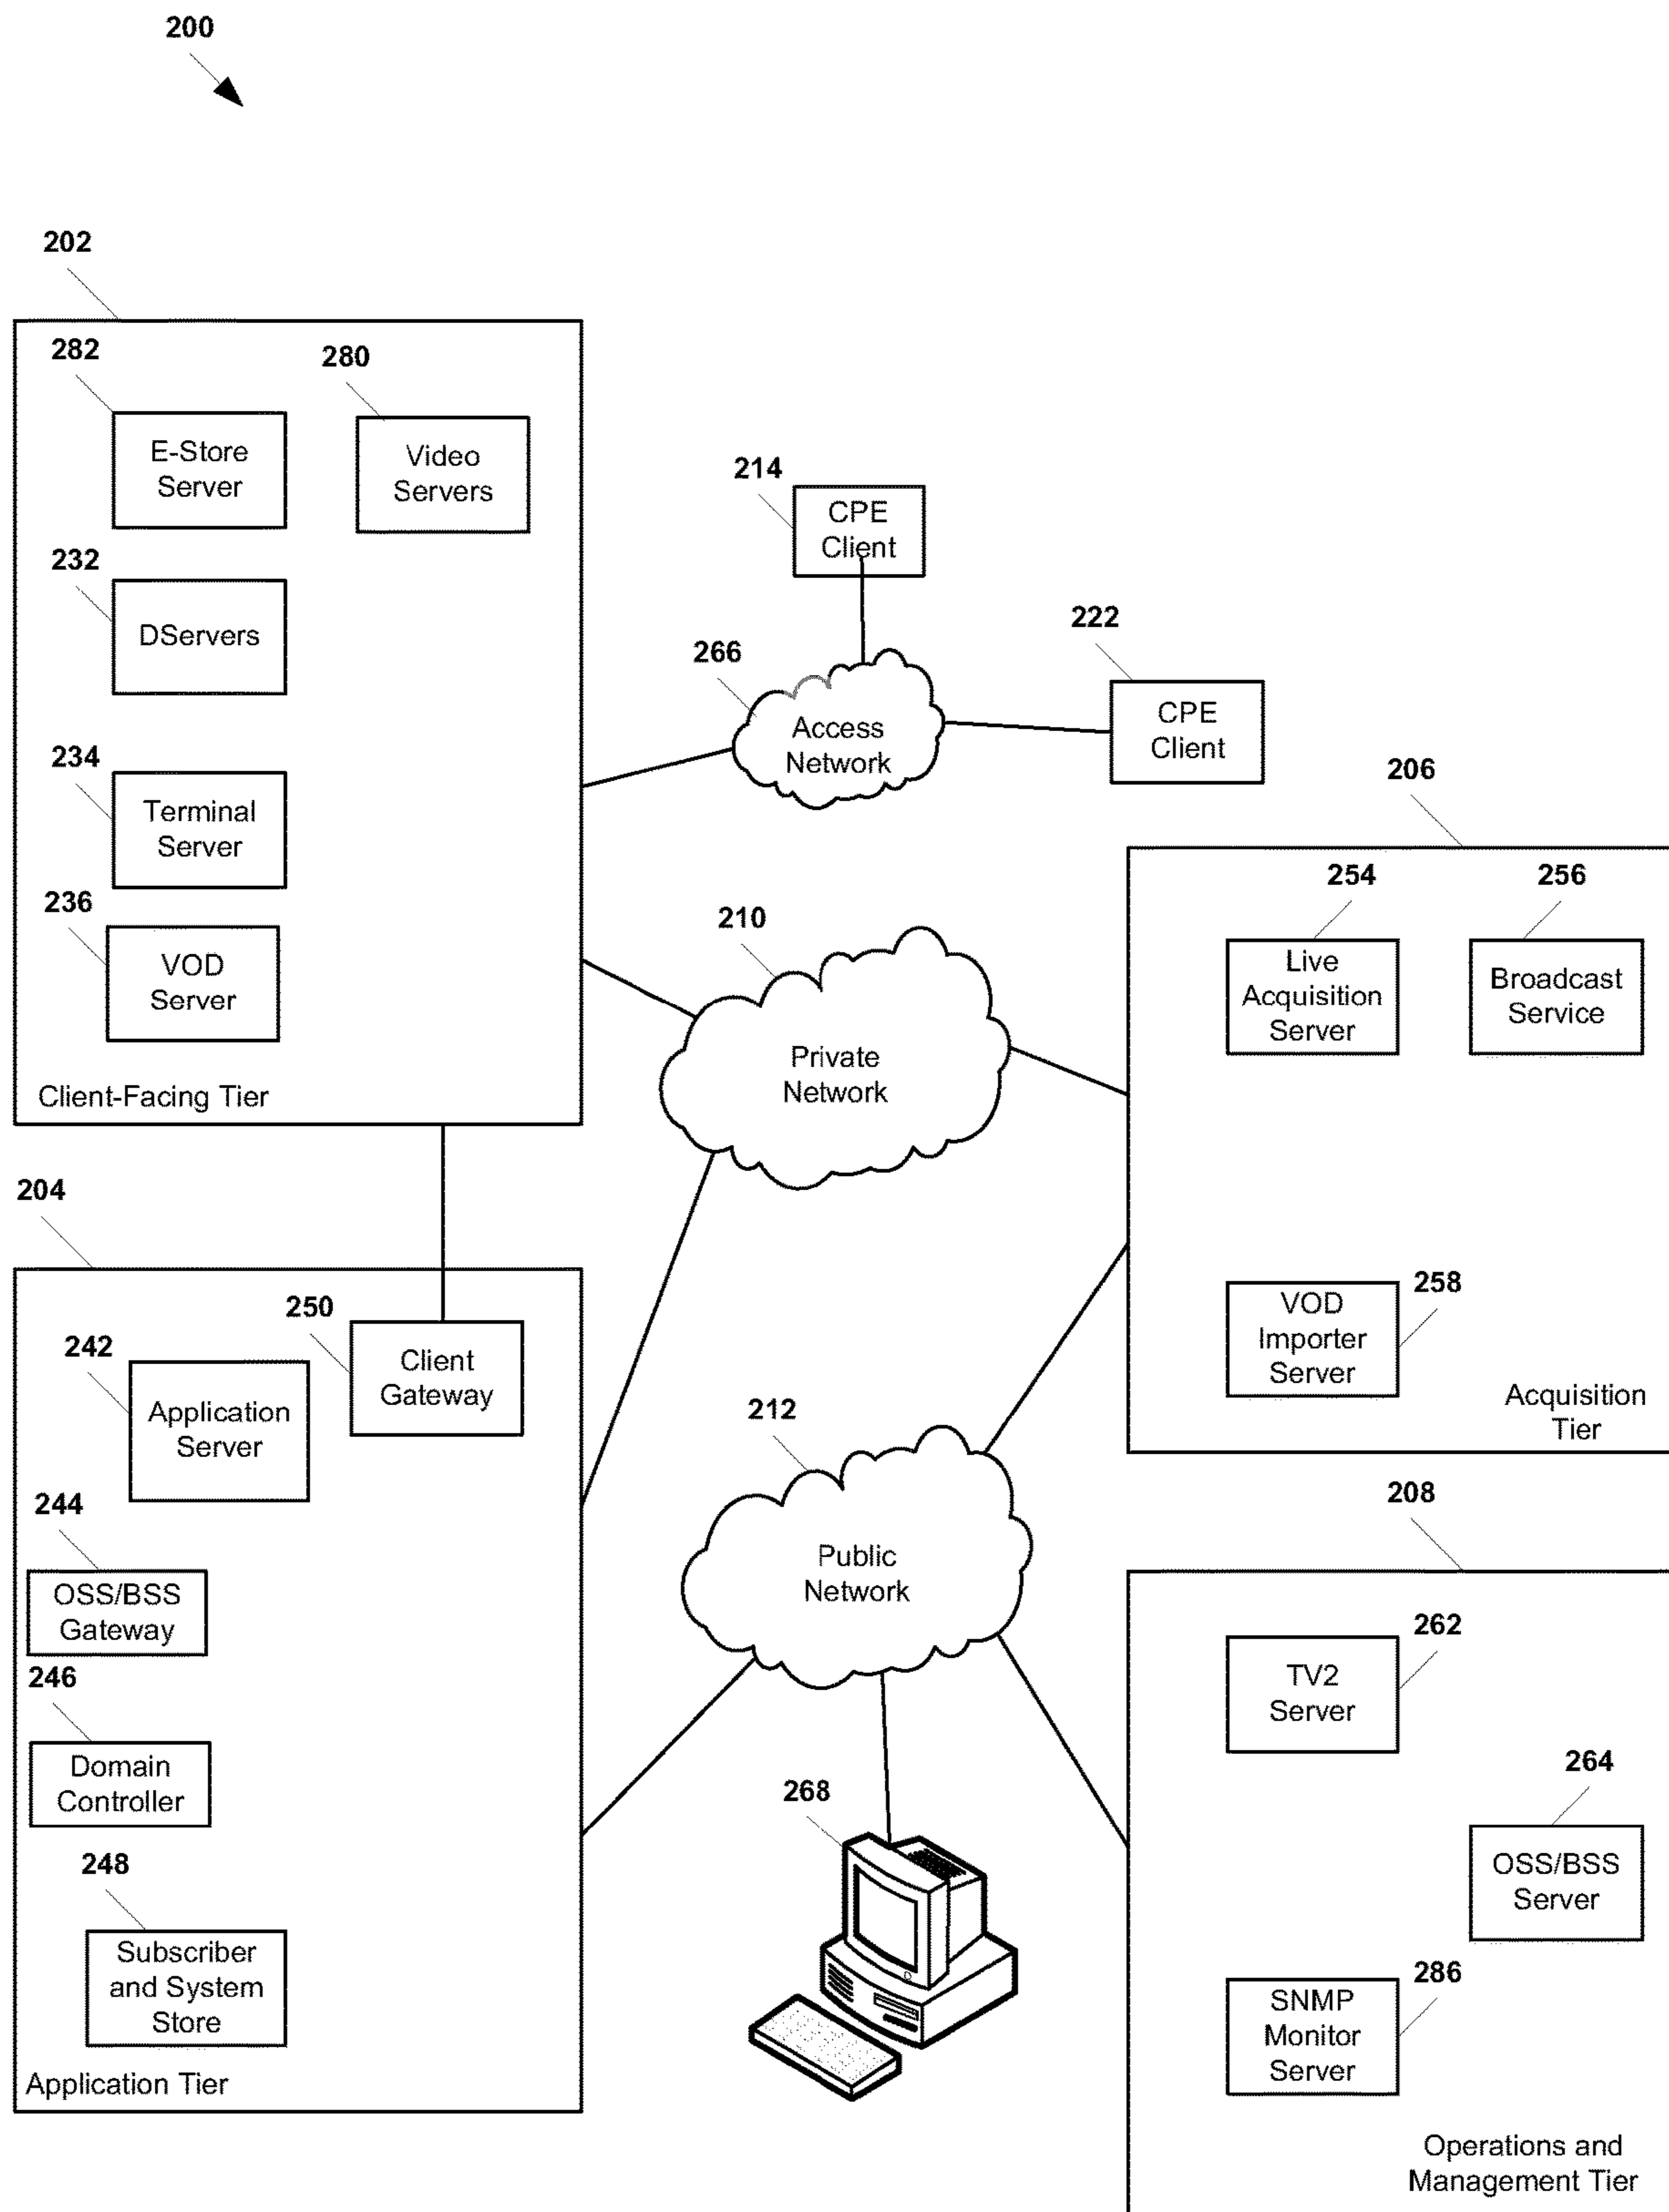 200
202
282
280
E-Store
Server
Video
Servers
232
DServers
234
Terminal
Server
236
VOD
Server
Client-Facing Tier
214
CPE
Client
222
CPE
Client
266
Access
Network
206
254
256
Live
Acquisition
Server
Broadcast
Service
258
VOD
Importer
Server
Acquisition
Tier
210
Private
Network
204
250
Client
Gateway
242
Application
Server
244
OSS/BSS
Gateway
246
Domain
Controller
248
Subscriber
and System
Store
Application Tier
212
Public
Network
268
208
262
TV2
Server
264
OSS/BSS
Server
286
SNMP
Monitor
Server
Operations and
Management Tier